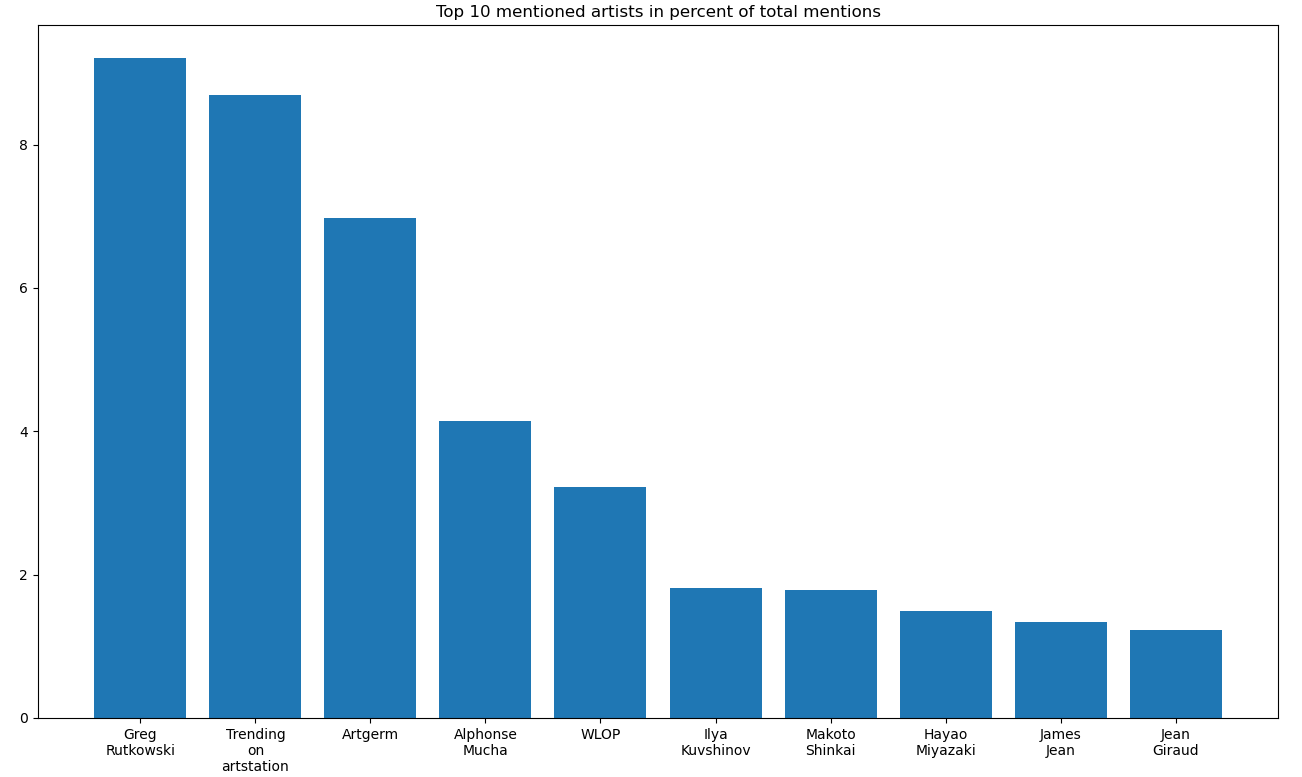 Top 10 mentioned artists in percent of total mentions
8
6
4
2
0
Greg
Rutkowski
Trending
on
artstation
Artgerm
Alphonse
Mucha
WLOP
Ilya
Kuvshinov
Makoto
Shinkai
Hayao
Miyazaki
James
Jean
Jean
Giraud